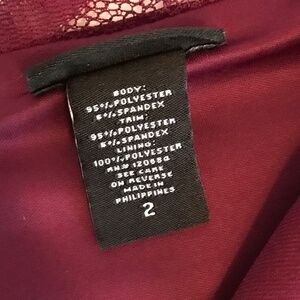 BODY:
95% POLYESTER
5% SPANDEX
TRIM:
95% POLYESTER
5% SPANDEX
LINING:
100% POLYESTER
RN# 120684
SEE CARE
ON REVERSE
MADE IN
PHILIPPINES
2